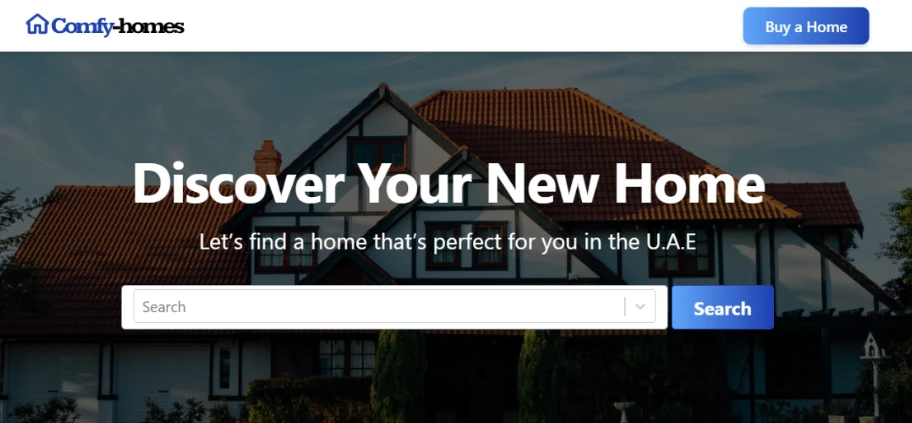 Comfy-homes
Buy a Home
Discover Your New Home
Let's find a home that's perfect for you in the U.A.E
Search
Search